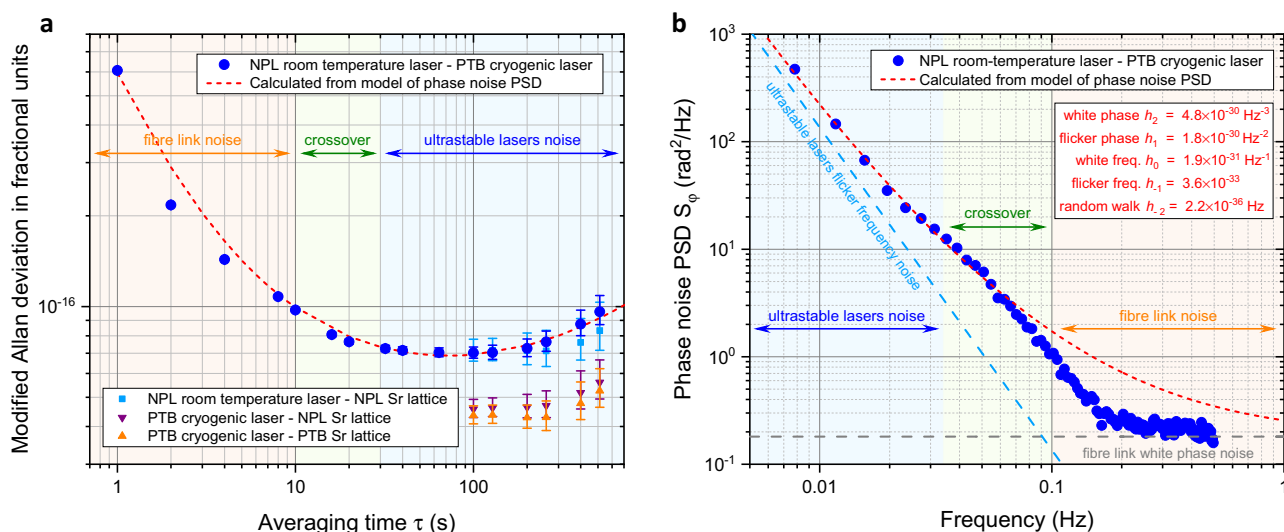 a
NPL room temperature laser - PTB cryogenic laser
Calculated from model of phase noise PSD
fibre link noise
crossover
ultrastable lasers noise
10⁻¹⁶
Modified Allan deviation in fractional units
NPL room temperature laser - NPL Sr lattice
PTB cryogenic laser - NPL Sr lattice
PTB cryogenic laser - PTB Sr lattice
1
10
100
Averaging time τ (s)
b
NPL room-temperature laser - PTB cryogenic laser
Calculated from model of phase noise PSD
white phase h₂ = 4.8×10⁻³⁰ Hz⁻³
flicker phase h₁ = 1.8×10⁻³⁰ Hz⁻²
white freq. h₀ = 1.9×10⁻³¹ Hz⁻¹
flicker freq. h₋₁ = 3.6×10⁻³³
random walk h₋₂ = 2.2×10⁻³⁶ Hz
ultrastable lasers flicker frequency noise
crossover
ultrastable lasers noise
fibre link noise
fibre link white phase noise
10³
10²
10¹
10⁰
10⁻¹
Phase noise PSD Sφ (rad²/Hz)
0.01
0.1
1
Frequency (Hz)